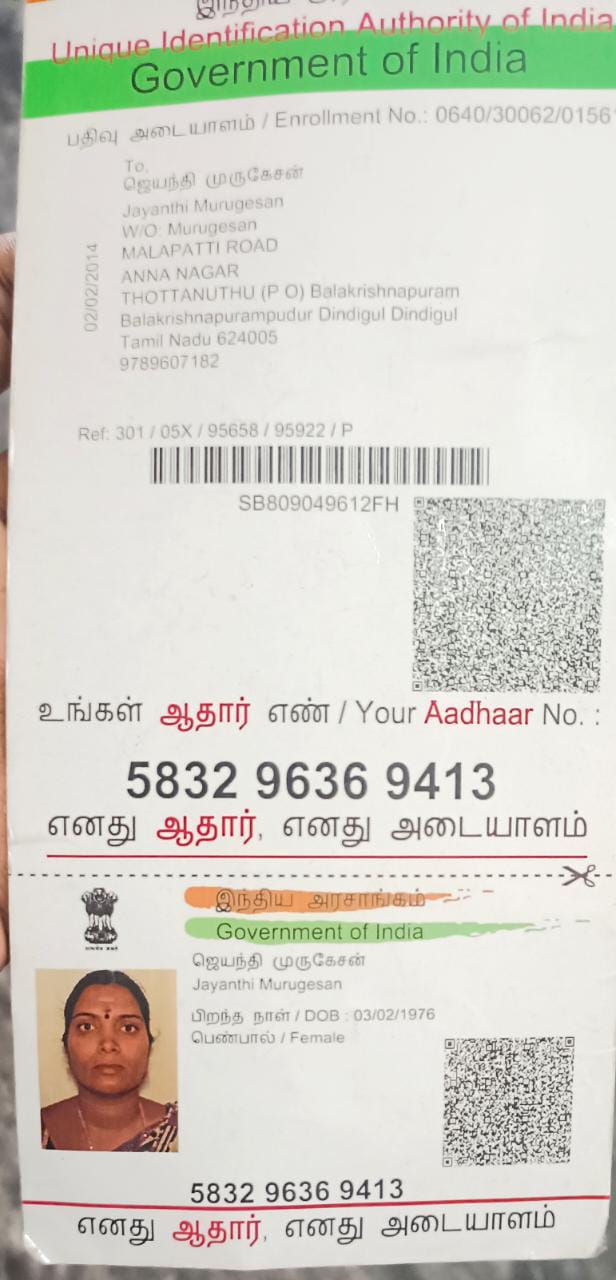 Unique Identification Authority of India
Government of India
பதிவு அடையாளம் / Enrollment No.: 0640/30062/0156
To,
ஜெயந்தி முருகேசன்
Jayanthi Murugesan
W/O: Murugesan
MALAPATTI ROAD
ANNA NAGAR
THOTTANUTHU (P O) Balakrishnapuram
Balakrishnapurampudur Dindigul Dindigul
Tamil Nadu 624005
9789607182
02/02/2014
Ref: 301 / 05X / 95658 / 95922 / P
SB809049612FH
உங்கள் ஆதார் எண் / Your Aadhaar No. :
5832 9636 9413
எனது ஆதார், எனது அடையாளம்
இந்திய அரசாங்கம்
Government of India
ஜெயந்தி முருகேசன்
Jayanthi Murugesan
பிறந்த நாள் / DOB : 03/02/1976
பெண்பால் / Female
5832 9636 9413
எனது ஆதார், எனது அடையாளம்